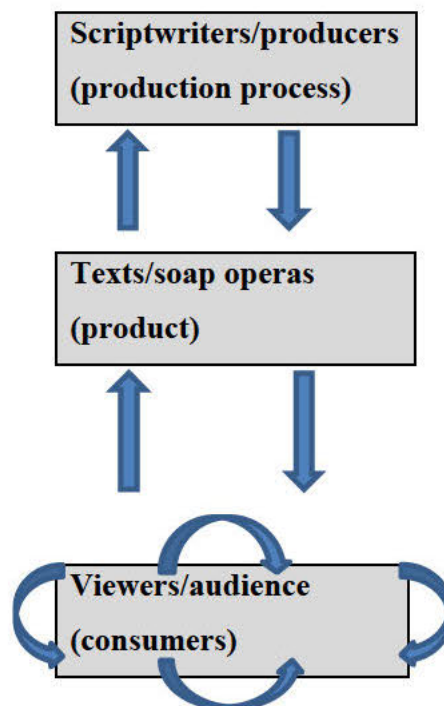 Scriptwriters/producers
(production process)
Texts/soap operas
(product)
Viewers/audience
(consumers)